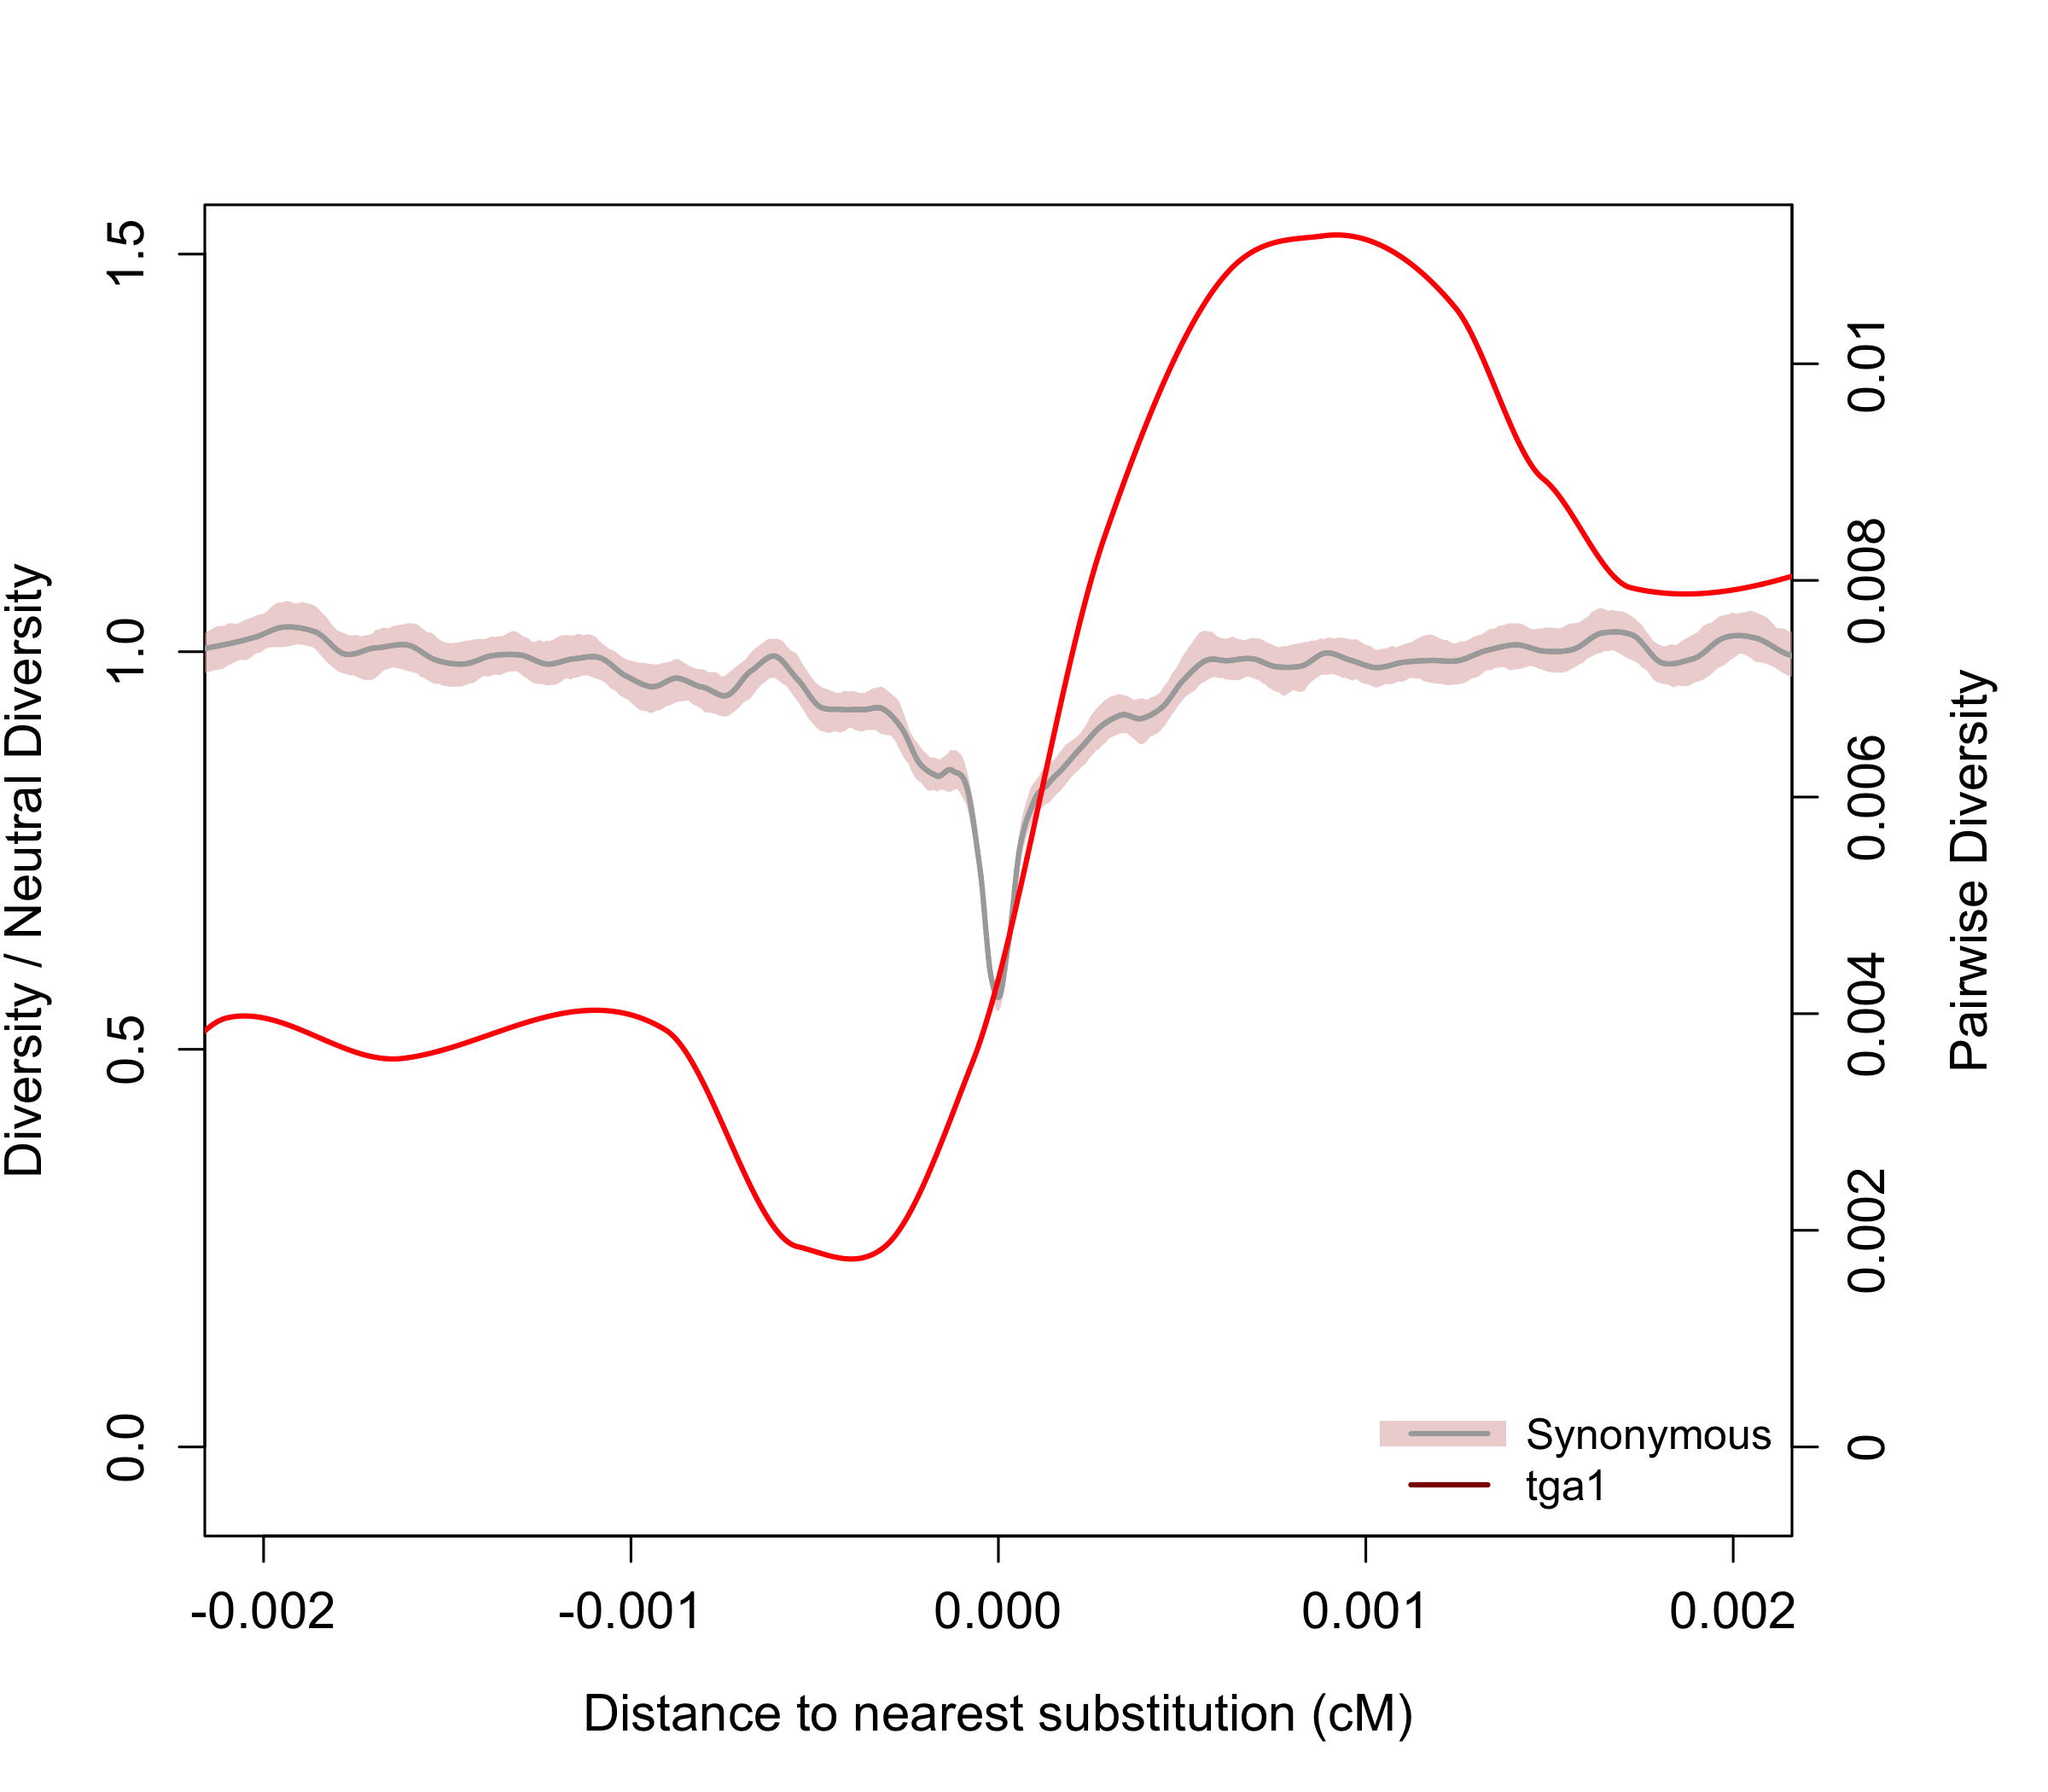 Diversity / Neutral Diversity
1.5
1.0
0.5
0.0
0.01
0.008
0.006
0.004
0.002
0
Pairwise Diversity
Synonymous
tga1
-0.002 -0.001 0.000 0.001 0.002
Distance to nearest substitution (cM)